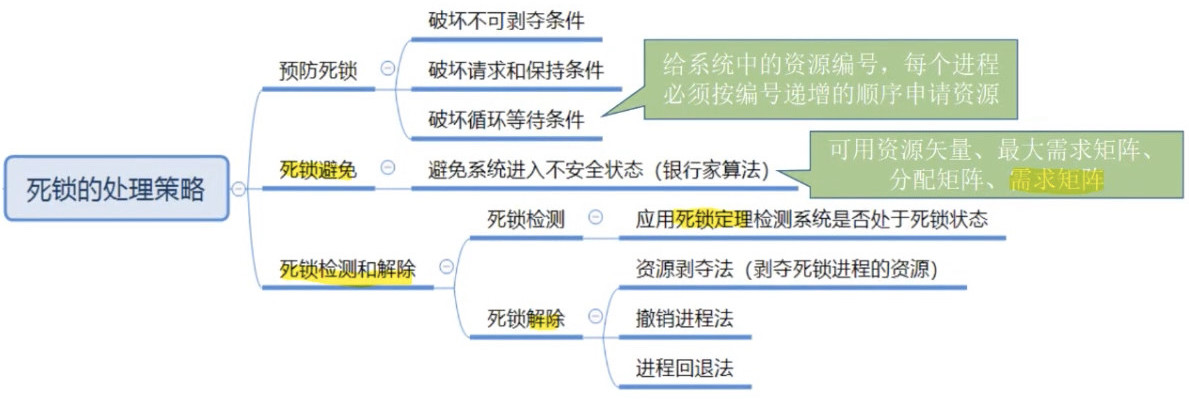 死锁的处理策略
预防死锁
破坏不可剥夺条件
破坏请求和保持条件
破坏循环等待条件
给系统中的资源编号，每个进程
必须按编号递增的顺序申请资源
死锁避免
避免系统进入不安全状态（银行家算法）
可用资源矢量、最大需求矩阵、
分配矩阵、需求矩阵
死锁检测和解除
死锁检测
应用死锁定理检测系统是否处于死锁状态
死锁解除
资源剥夺法（剥夺死锁进程的资源）
撤销进程法
进程回退法